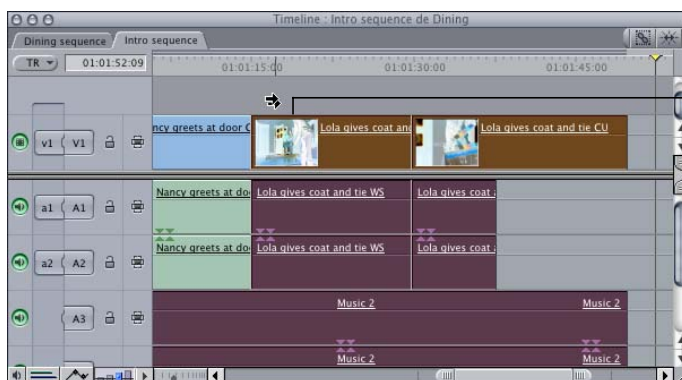 Timeline : Intro sequence de Dining
Dining sequence Intro sequence
TR 01:01:52:09 01:01:15:00 01:01:30:00 01:01:45:00
v1 V1 ncy greets at door C Lola gives coat and Lola gives coat and tie CU
a1 A1 Nancy greets at do Lola gives coat and tie WS Lola gives coat
a2 A2 Nancy greets at do Lola gives coat and tie WS Lola gives coat
A3 Music 2 Music 2
Music 2 Music 2